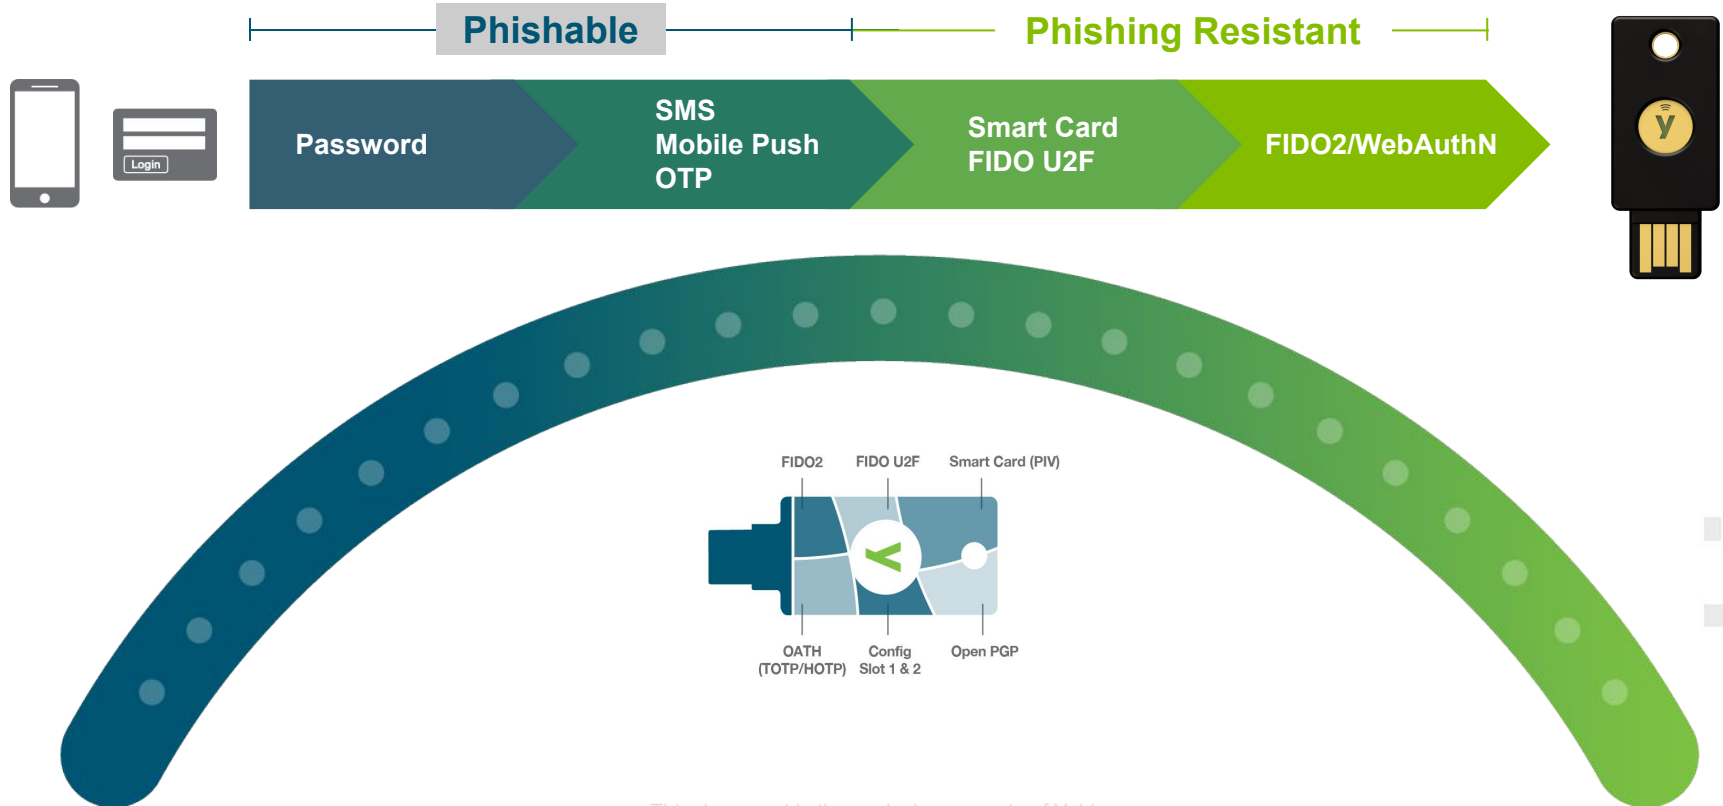 Phishable
Phishing Resistant
Login
Password
SMS
Mobile Push
OTP
Smart Card
FIDO U2F
FIDO2/WebAuthN
y
FIDO2
FIDO U2F
Smart Card (PIV)
Y
OATH
(TOTP/HOTP)
Config
Slot 1 & 2
Open PGP